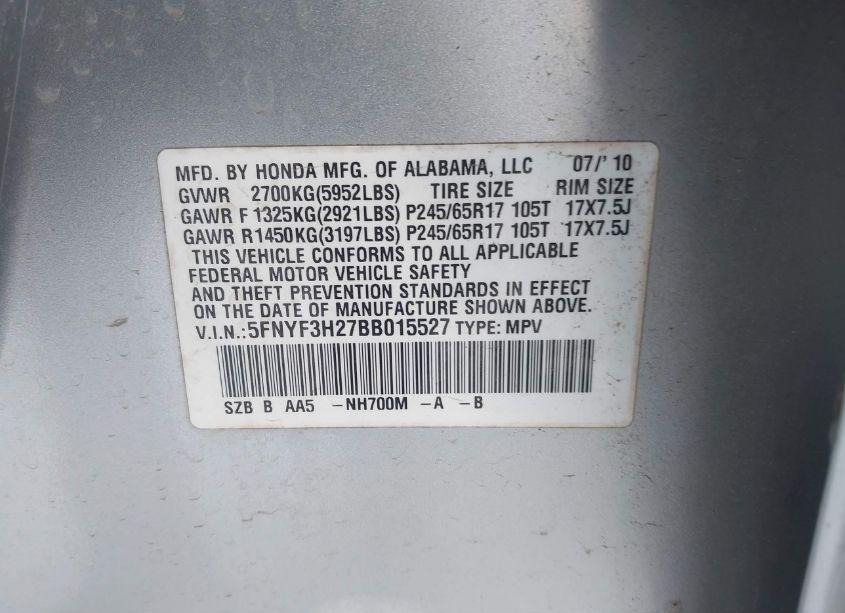 MFD. BY HONDA MFG. OF ALABAMA, LLC 07/' 10
GVWR 2700KG(5952LBS) TIRE SIZE RIM SIZE
GAWR F 1325KG(2921LBS) P245/65R17 105T 17X7.5J
GAWR R1450KG(3197LBS) P245/65R17 105T 17X7.5J
THIS VEHICLE CONFORMS TO ALL APPLICABLE
FEDERAL MOTOR VEHICLE SAFETY
AND THEFT PREVENTION STANDARDS IN EFFECT
ON THE DATE OF MANUFACTURE SHOWN ABOVE.
V.I.N.:5FNYF3H27BB015527 TYPE: MPV
SZB B AA5 -NH700M -A -B